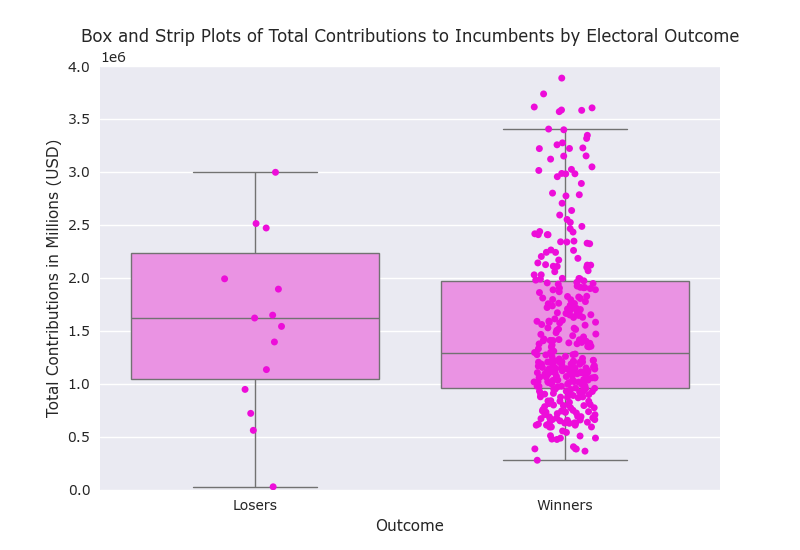 Box and Strip Plots of Total Contributions to Incumbents by Electoral Outcome
1e6
4.0
3.5
3.0
2.5
2.0
1.5
1.0
0.5
0.0
Total Contributions in Millions (USD)
Losers
Winners
Outcome